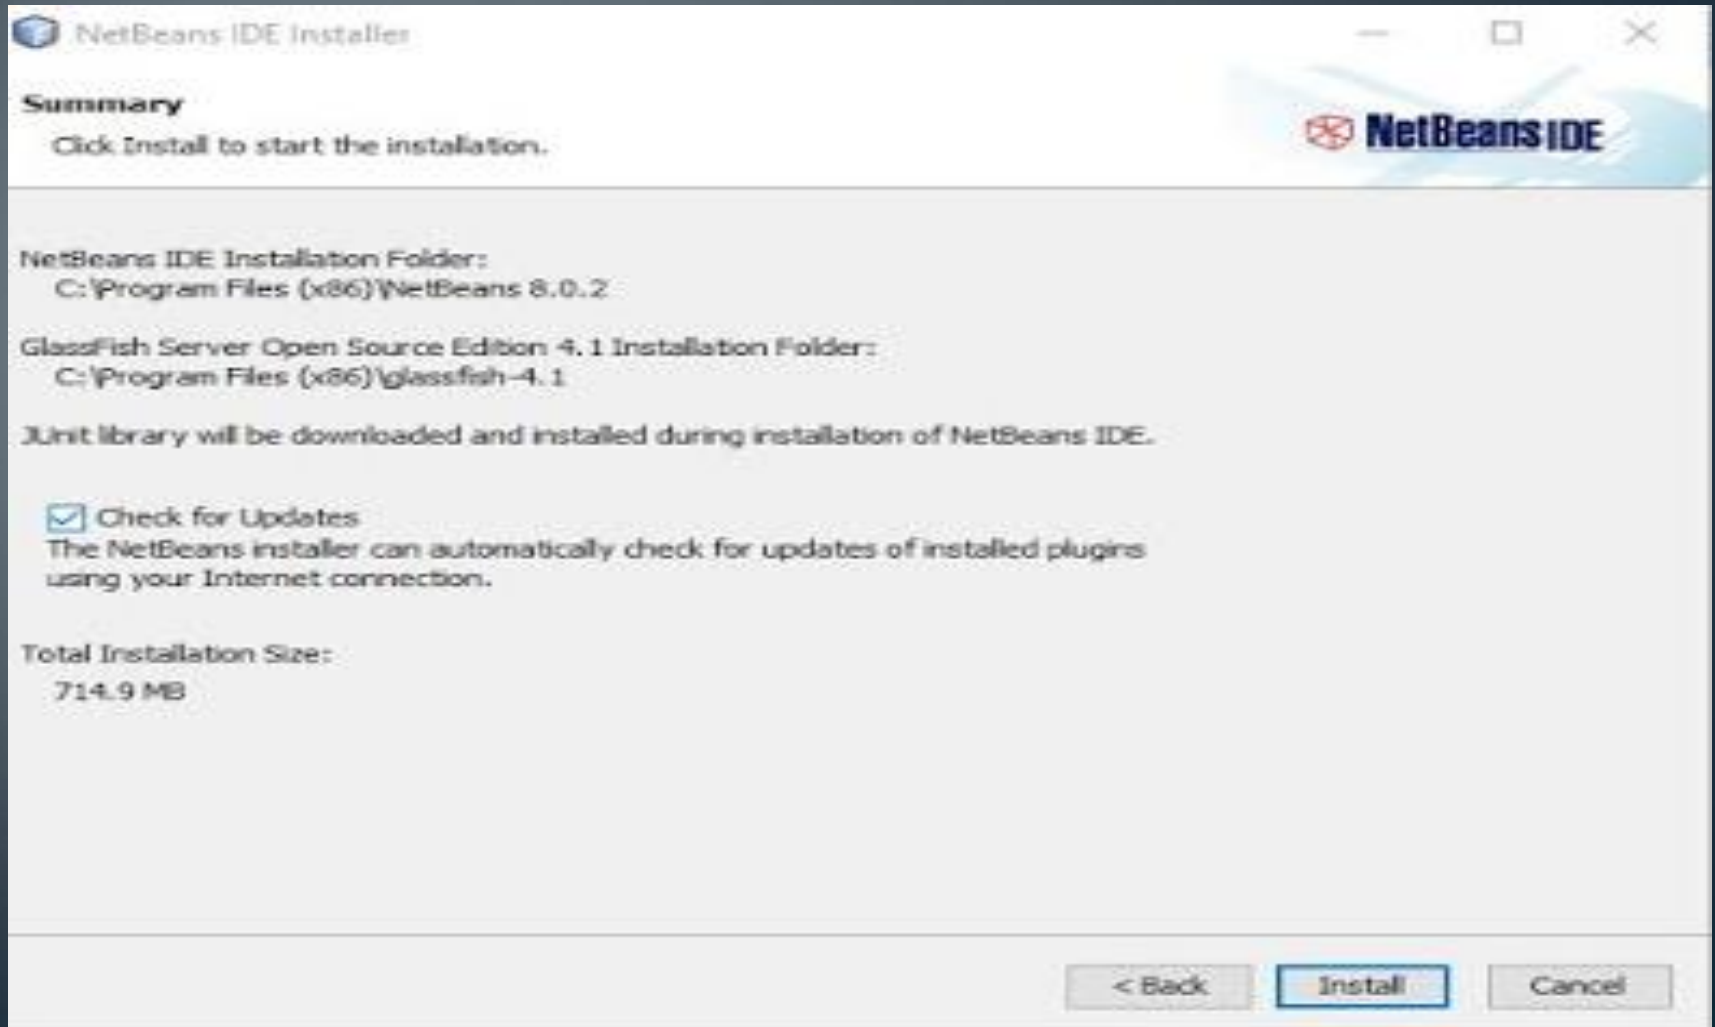 NetBeans IDE Installer
Summary
Click Install to start the installation.
NetBeans IDE
NetBeans IDE Installation Folder:
C:\Program Files (x86)\NetBeans 8.0.2
GlassFish Server Open Source Edition 4.1 Installation Folder:
C:\Program Files (x86)\glassfish-4.1
JUnit library will be downloaded and installed during installation of NetBeans IDE.
Check for Updates
The NetBeans installer can automatically check for updates of installed plugins
using your Internet connection.
Total Installation Size:
714.9 MB
< Back Install Cancel